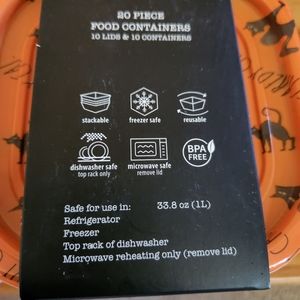 20 PIECE
FOOD CONTAINERS
10 LIDS & 10 CONTAINERS
stackable
freezer safe
reusable
dishwasher safe
top rack only
microwave safe
remove lid
BPA
FREE
Safe for use in: 33.8 oz (1L)
Refrigerator
Freezer
Top rack of dishwasher
Microwave reheating only (remove lid)